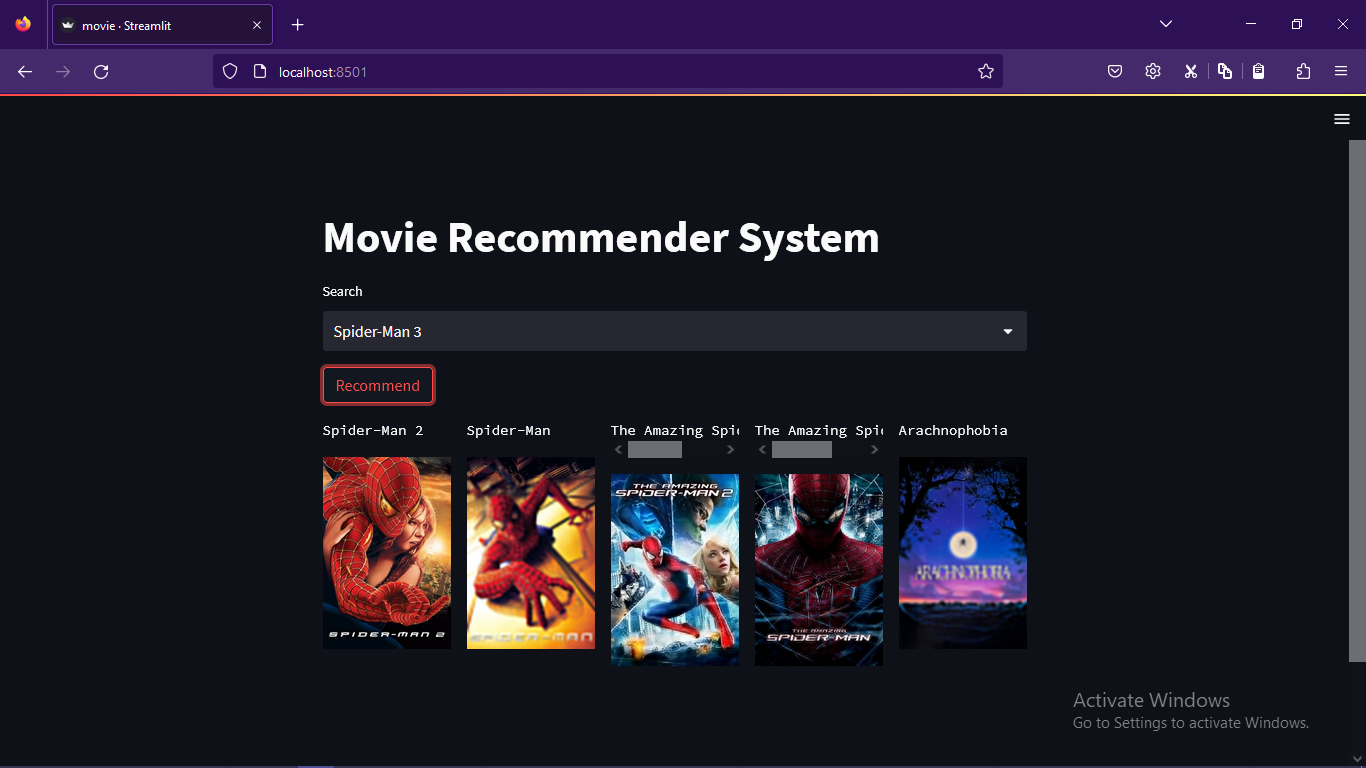 movie · Streamlit
localhost:8501
Movie Recommender System
Search
Spider-Man 3
Recommend
Spider-Man 2
Spider-Man
The Amazing Spi
The Amazing Spi
Arachnophobia
SPIDER-MAN 2
SPIDER-MAN
THE AMAZING
SPIDER-MAN 2
THE AMAZING
SPIDER-MAN
ARACHNOPHOBIA
Activate Windows
Go to Settings to activate Windows.